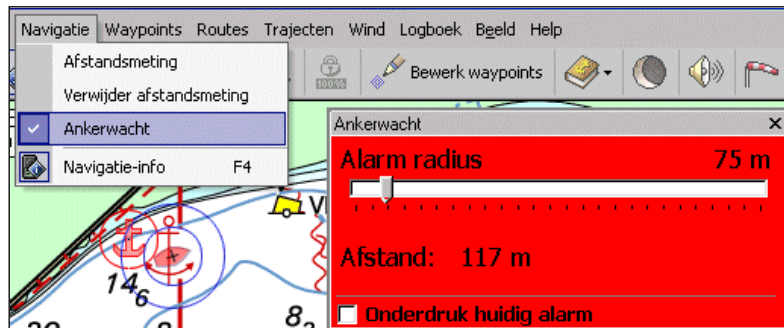 Navigatie Waypoints Routes Trajecten Wind Logboek Beeld Help
Afstandsmeting
Verwijder afstandsmeting
Ankerwacht
Navigatie-info F4
100%
Bewerk waypoints
Ankerwacht
Alarm radius 75 m
Afstand: 117 m
Onderdruk huidig alarm
14 6
8